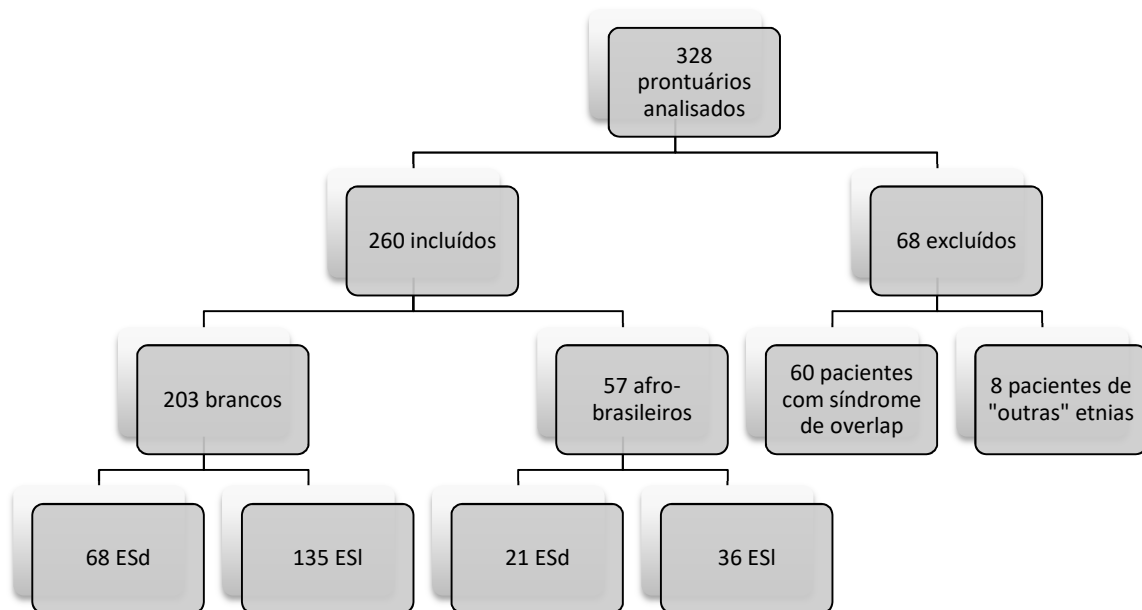 328
prontuários
analisados
260 incluídos
68 excluídos
203 brancos
57 afro-
brasileiros
60 pacientes
com síndrome
de overlap
8 pacientes de
"outras" etnias
68 ESd
135 ESl
21 ESd
36 ESl